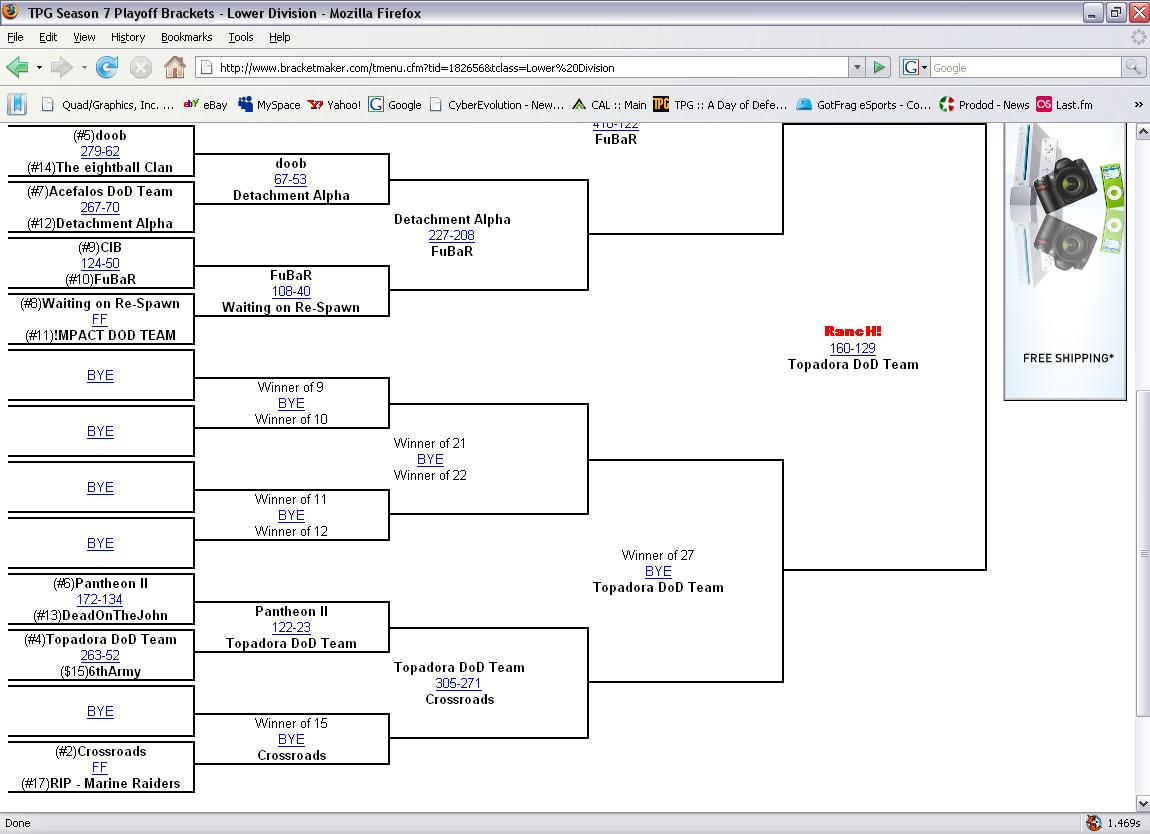 TPG Season 7 Playoff Brackets - Lower Division - Mozilla Firefox
File Edit View History Bookmarks Tools Help
http://www.bracketmaker.com/tmenu.cfm?tid=182656&tclass=Lower%20Division
G Google
Quad/Graphics, Inc. ... eBay MySpace Yahoo! Google CyberEvolution - New... CAL :: Main TPG :: A Day of Defe... GotFrag eSports - Co... Prodod - News Last.fm »
(#5)doob
279-62
(#14)The eightball Clan
(#7)Acefalos DoD Team
267-70
(#12)Detachment Alpha
(#9)CIB
124-50
(#10)FuBaR
(#8)Waiting on Re-Spawn
FF
(#11)!MPACT DOD TEAM
BYE
BYE
BYE
BYE
(#6)Pantheon II
172-134
(#13)DeadOnTheJohn
(#4)Topadora DoD Team
263-52
($15)6thArmy
BYE
(#2)Crossroads
FF
(#17)RIP - Marine Raiders
doob
67-53
Detachment Alpha
FuBaR
108-40
Waiting on Re-Spawn
Winner of 9
BYE
Winner of 10
Winner of 11
BYE
Winner of 12
Pantheon II
122-23
Topadora DoD Team
Winner of 15
BYE
Crossroads
Detachment Alpha
227-208
FuBaR
Winner of 21
BYE
Winner of 22
Topadora DoD Team
305-271
Crossroads
FuBaR
Winner of 27
BYE
Topadora DoD Team
RancH!
160-129
Topadora DoD Team
FREE SHIPPING*
Done
1.469s